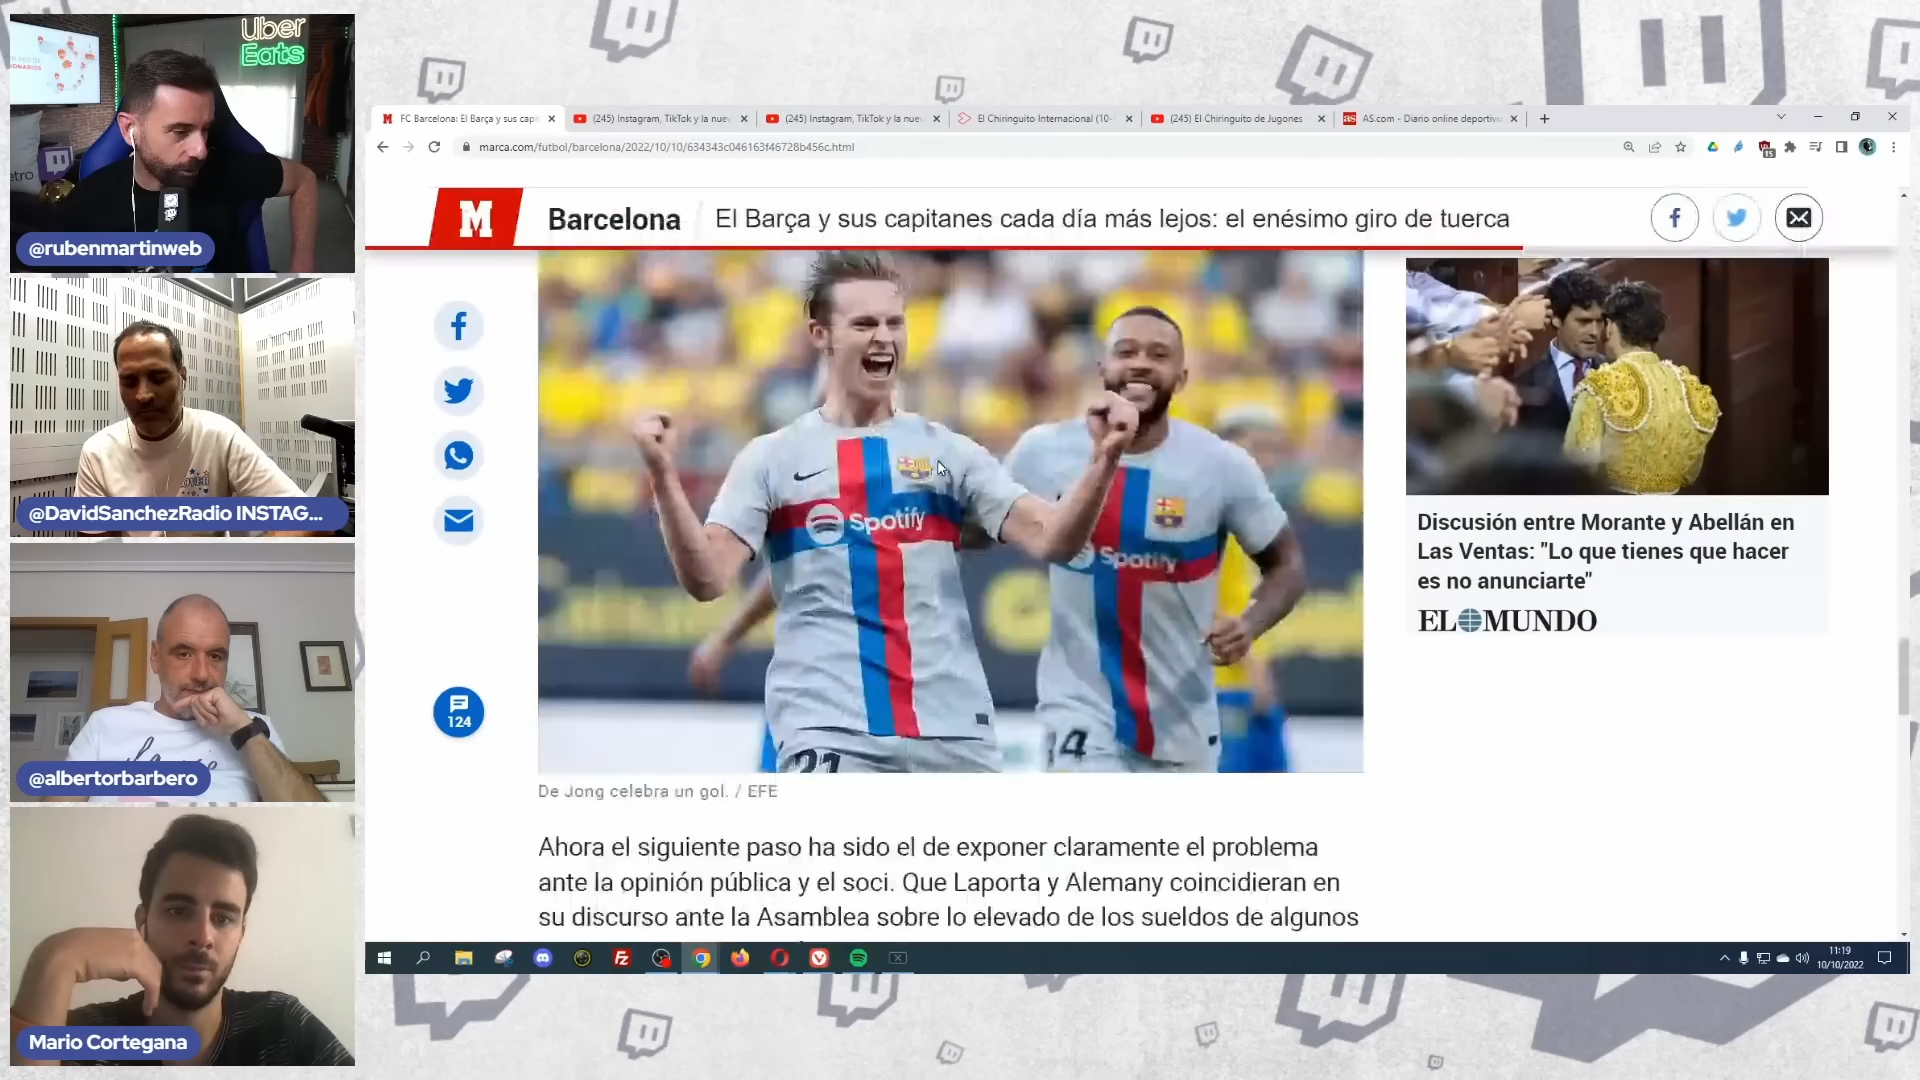 Uber
Eats
@rubenmartinweb
@DavidSanchezRadio INSTAG...
@albertorbarbero
Mario Cortegana
FC Barcelona: El Barça y sus capi
(245) Instagram, TikTok y la nue
(245) Instagram, TikTok y la nue
El Chiringuito Internacional (10-
(245) El Chiringuito de Jugones
as AS.com - Diario online deportivo
marca.com/futbol/barcelona/2022/10/10/634343c046163f46728b456c.html
15
M Barcelona El Barça y sus capitanes cada día más lejos: el enésimo giro de tuerca
Spotify
Spotify
21
14
124
De Jong celebra un gol. / EFE
Ahora el siguiente paso ha sido el de exponer claramente el problema
ante la opinión pública y el soci. Que Laporta y Alemany coincidieran en
su discurso ante la Asamblea sobre lo elevado de los sueldos de algunos
Discusión entre Morante y Abellán en
Las Ventas: "Lo que tienes que hacer
es no anunciarte"
EL MUNDO
11:19
10/10/2022